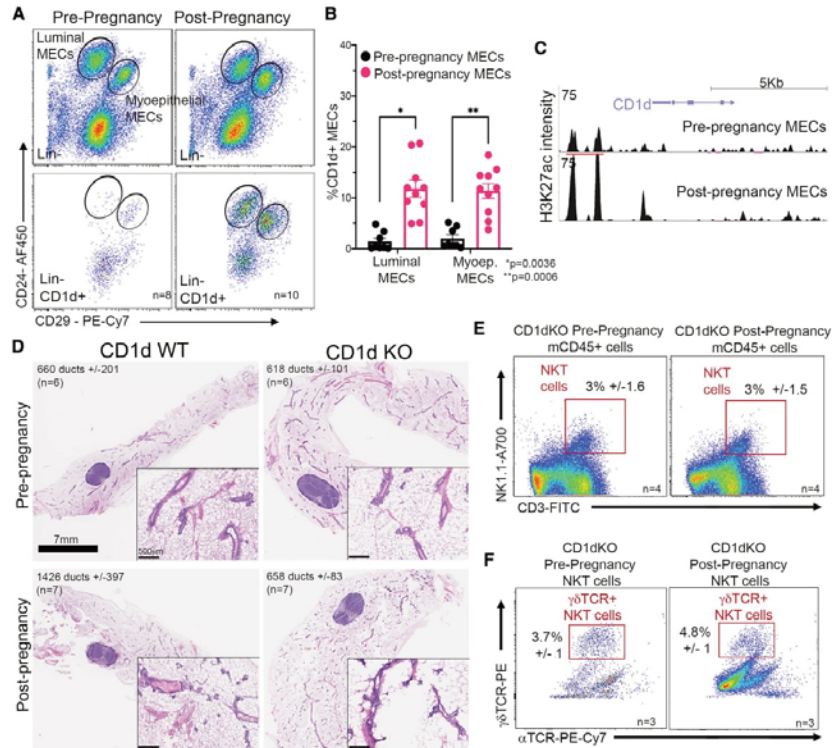 A
Pre-Pregnancy
Post-Pregnancy
Luminal
MECs
Myoepithelial
MECs
Lin-
Lin-
Lin-
CD1d+
n=8
Lin-
CD1d+
n=10
CD24- AF450
CD29 - PE-Cy7
B
Pre-pregnancy MECs
Post-pregnancy MECs
%CD1d+ MECs
40
30
20
10
0
*
**
Luminal
MECs
Myoep.
MECs
*p=0.0036
**p=0.0006
C
5Kb
CD1d
75
Pre-pregnancy MECs
75
Post-pregnancy MECs
H3K27ac intensity
D
CD1d WT
CD1d KO
Pre-pregnancy
660 ducts +/-201
(n=6)
7mm
500um
618 ducts +/-101
(n=6)
Post-pregnancy
1426 ducts +/-397
(n=7)
658 ducts +/-83
(n=7)
E
CD1dKO Pre-Pregnancy
mCD45+ cells
CD1dKO Post-Pregnancy
mCD45+ cells
NKT
cells
3% +/-1.6
n=4
NKT
cells
3% +/-1.5
n=4
NK1.1-A700
CD3-FITC
F
CD1dKO
Pre-Pregnancy
NKT cells
CD1dKO
Post-Pregnancy
NKT cells
γδTCR+
NKT cells
3.7%
+/- 1
n=3
γδTCR+
NKT cells
4.8%
+/- 1
n=3
γδTCR-PE
αTCR-PE-Cy7